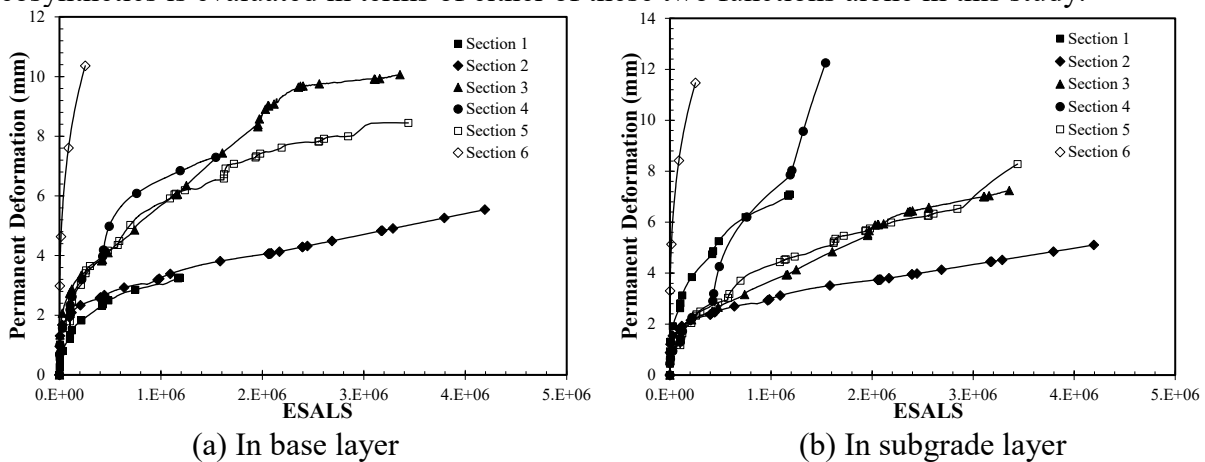 eosynthetics is evaluated in terms of either of these two functions alone in this study.
12
10
8
6
4
2
0
Permanent Deformation (mm)
Section 1
Section 2
Section 3
Section 4
Section 5
Section 6
0.E+00 1.E+06 2.E+06 3.E+06 4.E+06 5.E+06
ESALS
(a) In base layer
14
12
10
8
6
4
2
0
Permanent Deformation (mm)
Section 1
Section 2
Section 3
Section 4
Section 5
Section 6
0.E+00 1.E+06 2.E+06 3.E+06 4.E+06 5.E+06
ESALS
(b) In subgrade layer